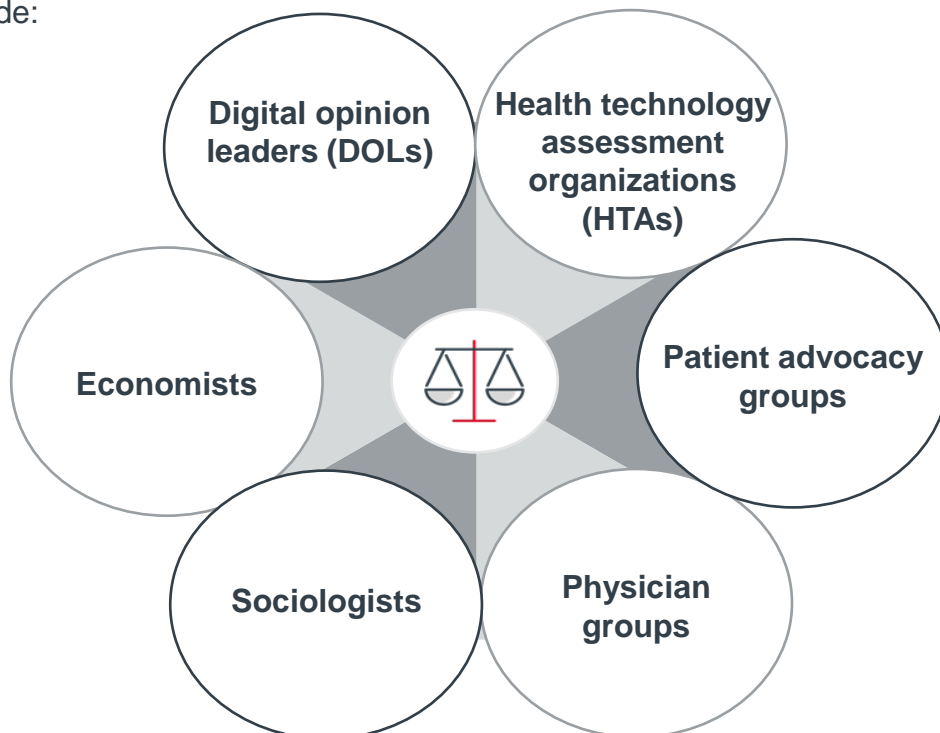 de:
Digital opinion
leaders (DOLs)
Health technology
assessment
organizations
(HTAs)
Patient advocacy
groups
Physician
groups
Sociologists
Economists